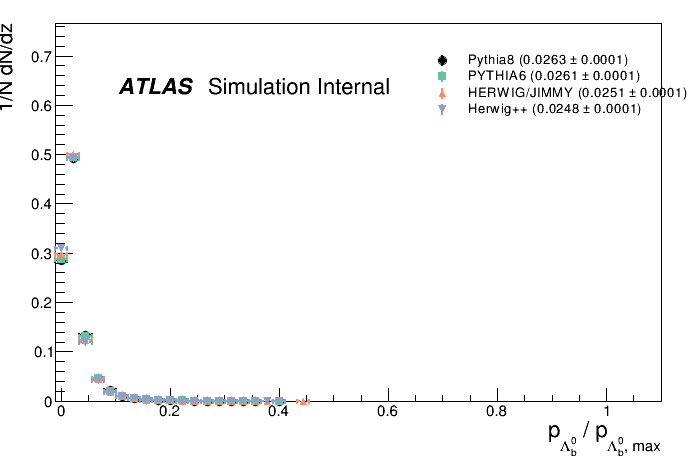 1/N dN/dz
0.7
0.6
0.5
0.4
0.3
0.2
0.1
0
ATLAS Simulation Internal
Pythia8 (0.0263 ± 0.0001)
PYTHIA6 (0.0261 ± 0.0001)
HERWIG/JIMMY (0.0251 ± 0.0001)
Herwig++ (0.0248 ± 0.0001)
0 0.2 0.4 0.6 0.8 1
p_{Λ_b^0} / p_{Λ_b^0, max}